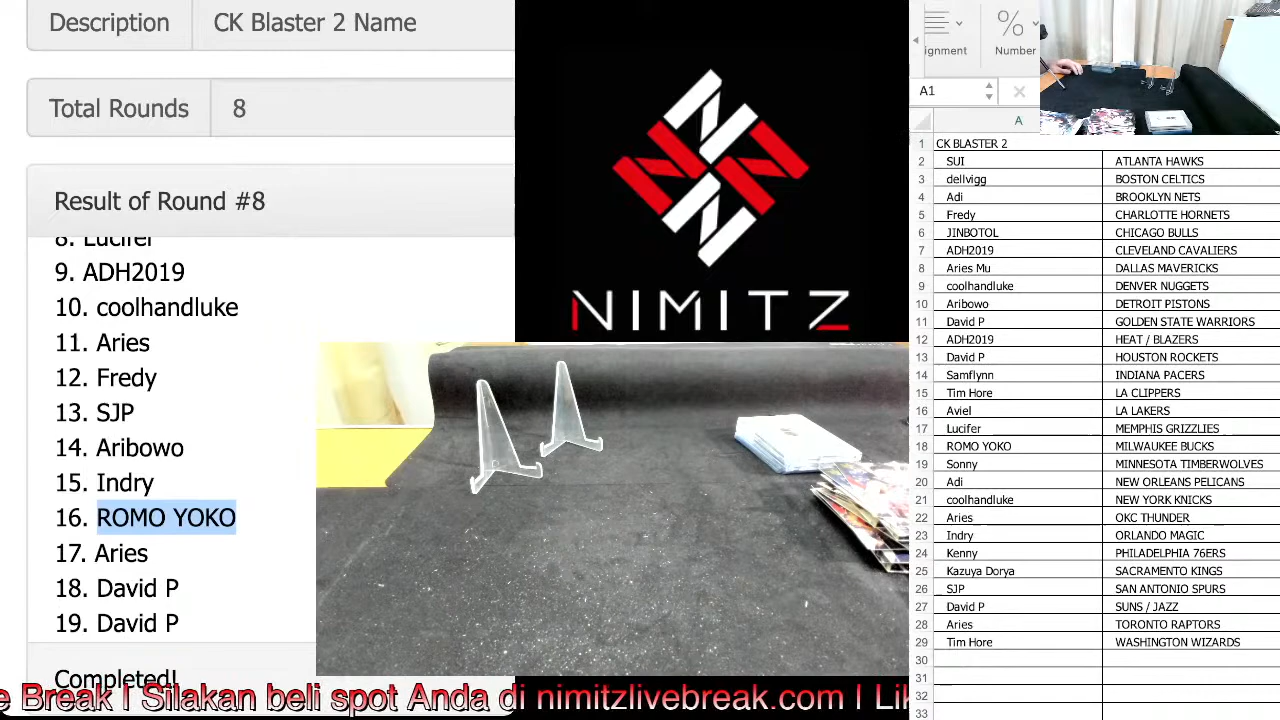 Description CK Blaster 2 Name
Total Rounds 8
Result of Round #8
8. Lucifer
9. ADH2019
10. coolhandluke
11. Aries
12. Fredy
13. SJP
14. Aribowo
15. Indry
16. ROMO YOKO
17. Aries
18. David P
19. David P
Completed!
NIMITZ
gnment Number
%
A1
A
1 CK BLASTER 2
2 SUI ATLANTA HAWKS
3 dellvigg BOSTON CELTICS
4 Adi BROOKLYN NETS
5 Fredy CHARLOTTE HORNETS
6 JINBOTOL CHICAGO BULLS
7 ADH2019 CLEVELAND CAVALIERS
8 Aries Mu DALLAS MAVERICKS
9 coolhandluke DENVER NUGGETS
10 Aribowo DETROIT PISTONS
11 David P GOLDEN STATE WARRIORS
12 ADH2019 HEAT / BLAZERS
13 David P HOUSTON ROCKETS
14 Samflynn INDIANA PACERS
15 Tim Hore LA CLIPPERS
16 Aviel LA LAKERS
17 Lucifer MEMPHIS GRIZZLIES
18 ROMO YOKO MILWAUKEE BUCKS
19 Sonny MINNESOTA TIMBERWOLVES
20 Adi NEW ORLEANS PELICANS
21 coolhandluke NEW YORK KNICKS
22 Aries OKC THUNDER
23 Indry ORLANDO MAGIC
24 Kenny PHILADELPHIA 76ERS
25 Kazuya Dorya SACRAMENTO KINGS
26 SJP SAN ANTONIO SPURS
27 David P SUNS / JAZZ
28 Aries TORONTO RAPTORS
29 Tim Hore WASHINGTON WIZARDS
30
31
32
33
e Break I Silakan beli spot Anda di nimitzlivebreak.com I Lik